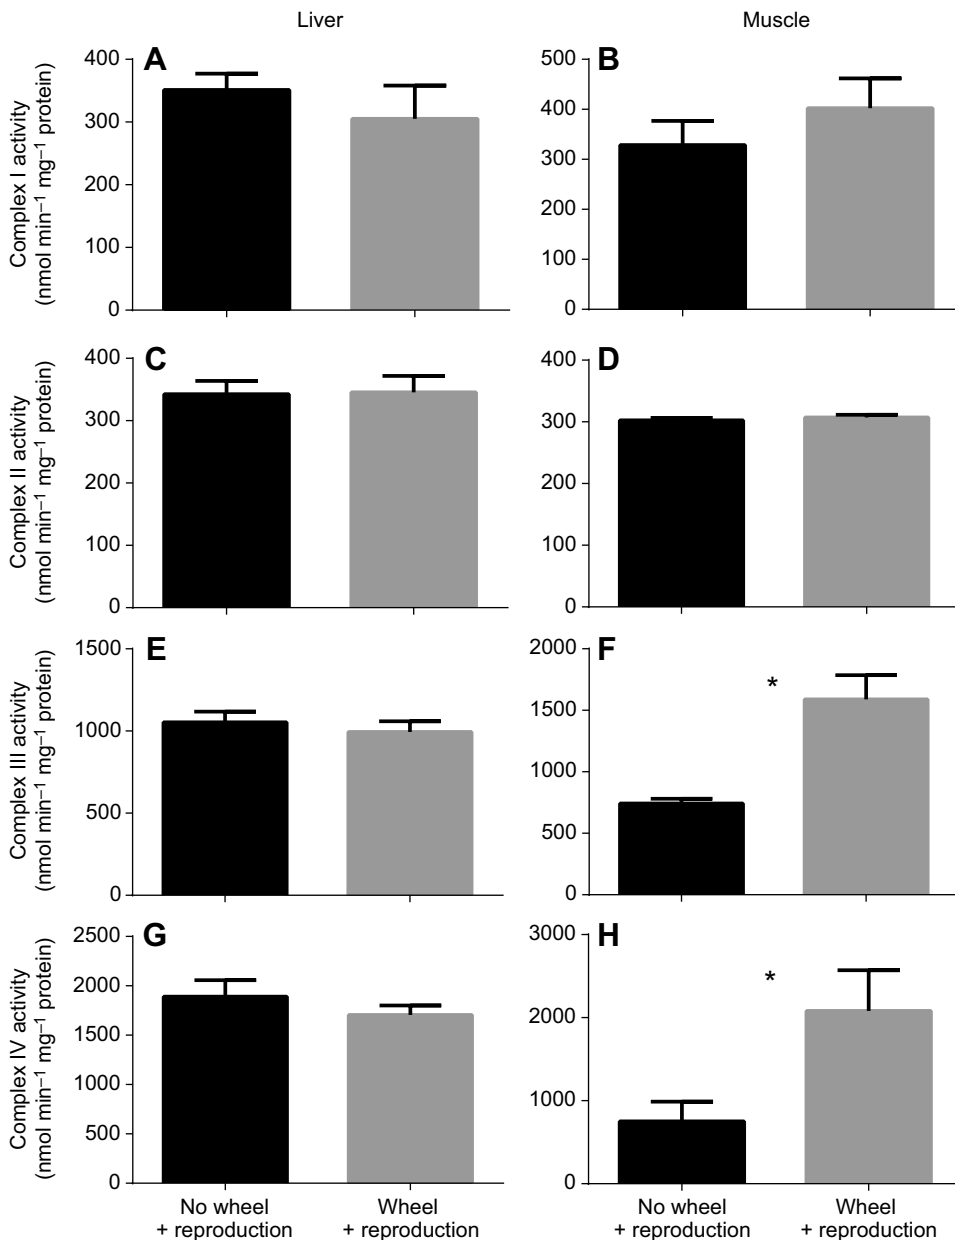 Liver
Muscle
A
Complex I activity
(nmol min⁻¹ mg⁻¹ protein)
400
300
200
100
0
B
500
400
300
200
100
0
C
Complex II activity
(nmol min⁻¹ mg⁻¹ protein)
400
300
200
100
0
D
400
300
200
100
0
E
Complex III activity
(nmol min⁻¹ mg⁻¹ protein)
1500
1000
500
0
F
2000
1500
1000
500
0
*
G
Complex IV activity
(nmol min⁻¹ mg⁻¹ protein)
2500
2000
1500
1000
500
0
No wheel
+ reproduction
Wheel
+ reproduction
H
3000
2000
1000
0
*
No wheel
+ reproduction
Wheel
+ reproduction